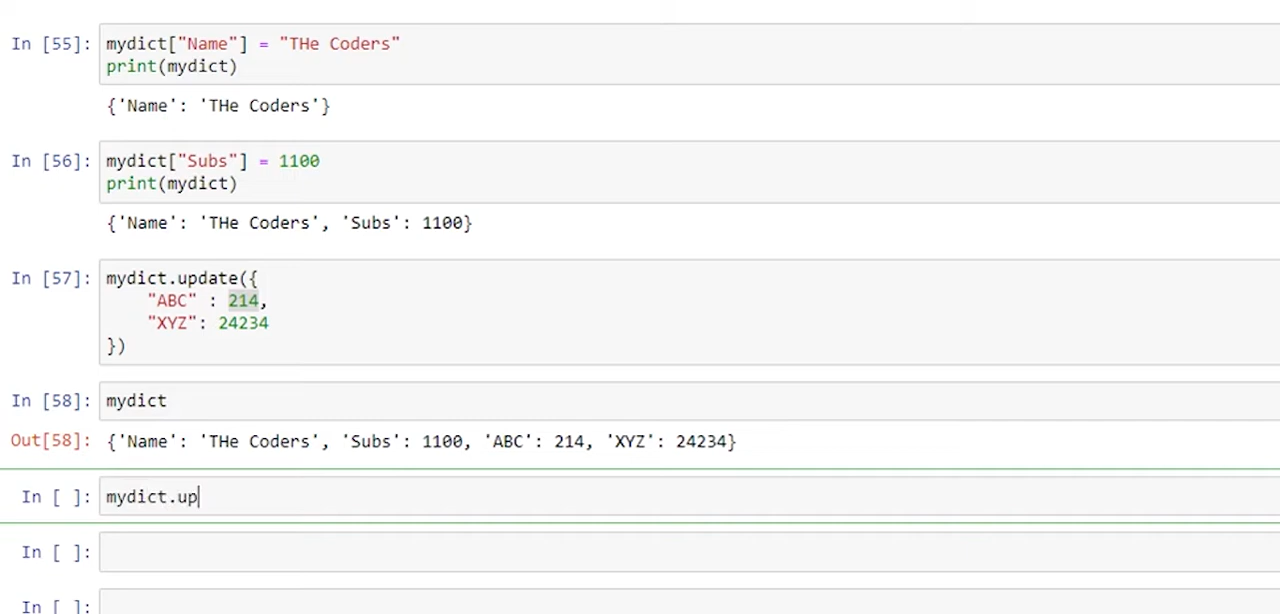 In [55]: mydict["Name"] = "THe Coders"
print(mydict)
{'Name': 'THe Coders'}
In [56]: mydict["Subs"] = 1100
print(mydict)
{'Name': 'THe Coders', 'Subs': 1100}
In [57]: mydict.update({
"ABC" : 214,
"XYZ": 24234
})
In [58]: mydict
Out[58]: {'Name': 'THe Coders', 'Subs': 1100, 'ABC': 214, 'XYZ': 24234}
In [ ]: mydict.up
In [ ]:
In [ ]: